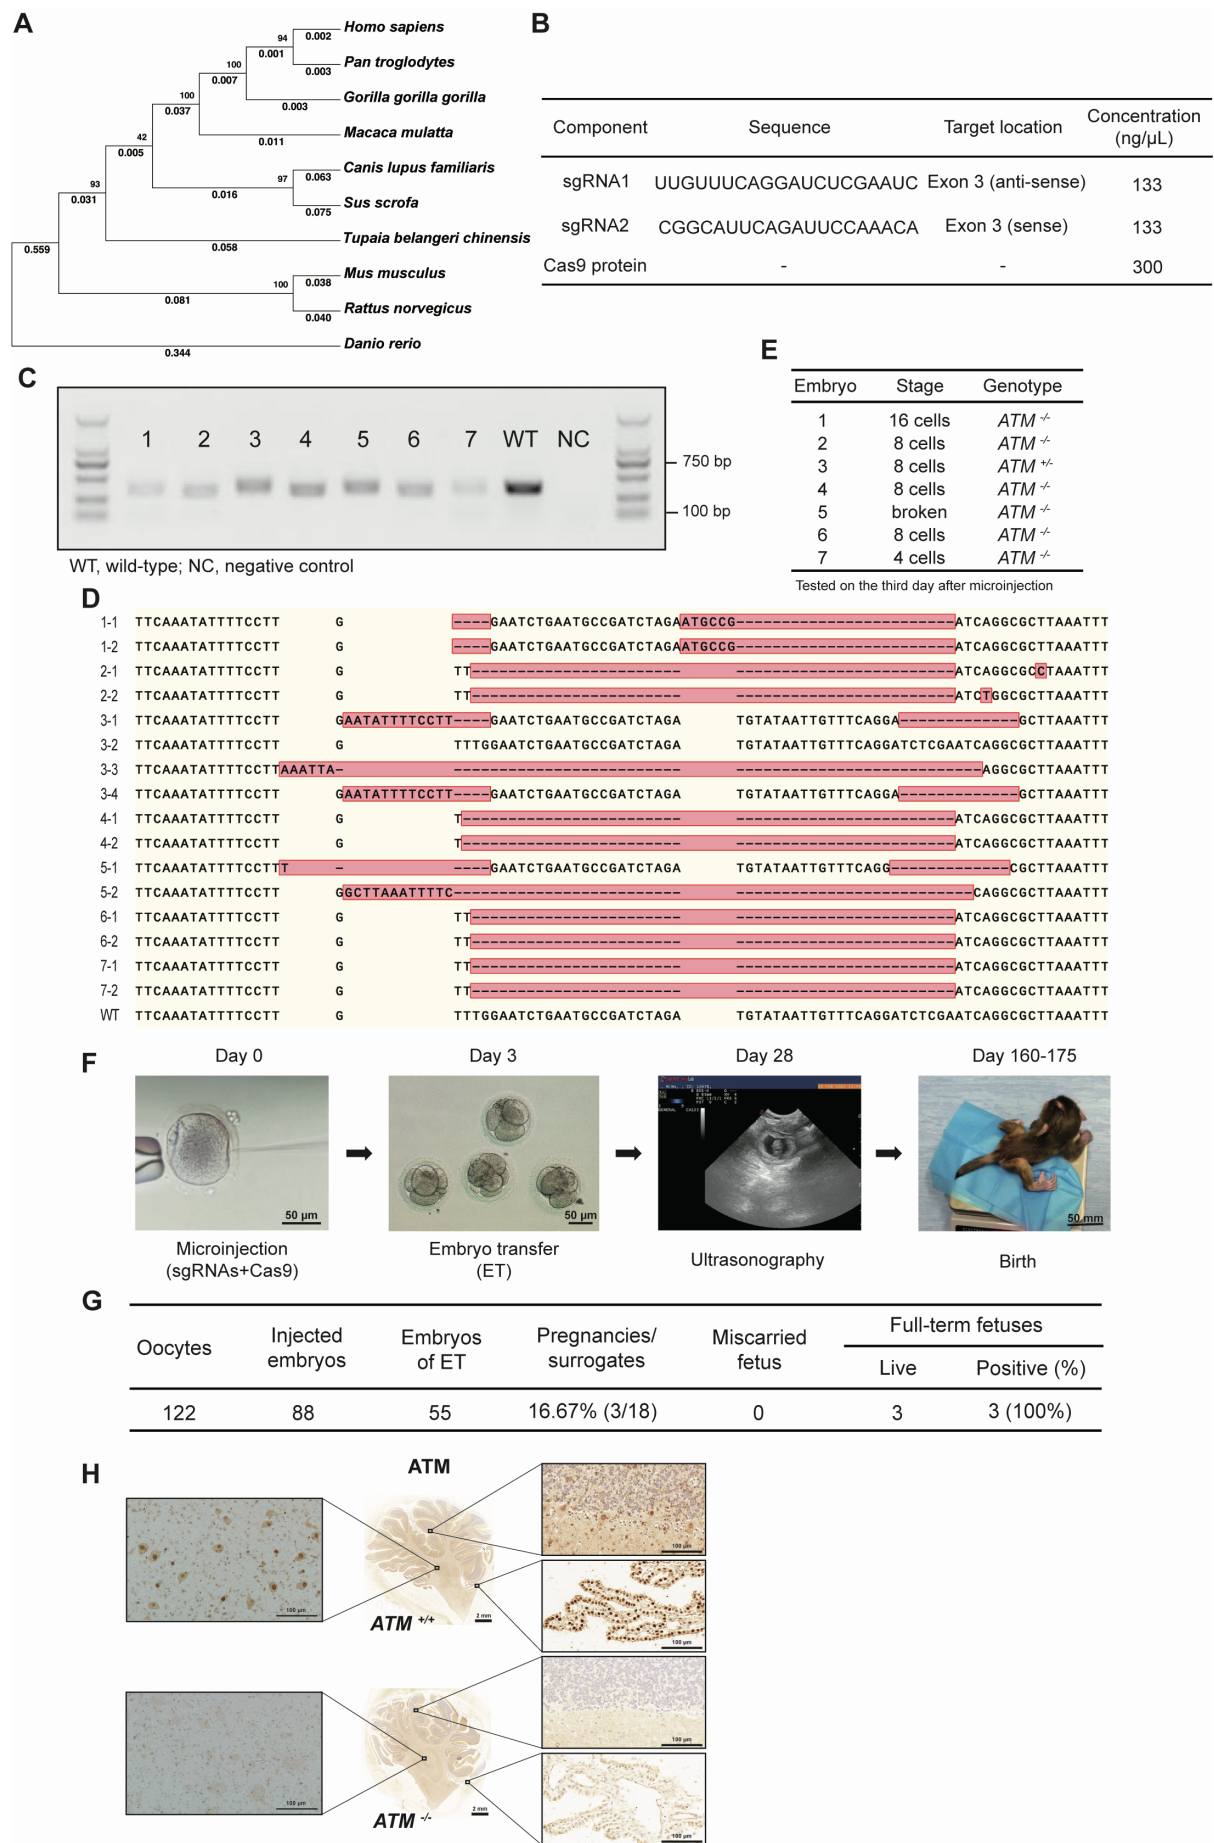 A
Homo sapiens
Pan troglodytes
Gorilla gorilla gorilla
Macaca mulatta
Canis lupus familiaris
Sus scrofa
Tupaia belangeri chinensis
Mus musculus
Rattus norvegicus
Danio rerio
94
0.002
0.001
0.003
100
0.007
0.003
100
0.037
0.011
42
0.005
97
0.063
0.016
0.075
93
0.031
0.058
0.559
100
0.038
0.081
0.040
0.344
B
Component Sequence Target location Concentration (ng/µL)
sgRNA1 UUGUUUCAGGAUCUCGAAUC Exon 3 (anti-sense) 133
sgRNA2 CGGCAUUCAGAUUCCAAACA Exon 3 (sense) 133
Cas9 protein - - 300
C
1 2 3 4 5 6 7 WT NC
750 bp
100 bp
WT, wild-type; NC, negative control
E
Embryo Stage Genotype
1 16 cells ATM -/-
2 8 cells ATM -/-
3 8 cells ATM +/-
4 8 cells ATM -/-
5 broken ATM -/-
6 8 cells ATM -/-
7 4 cells ATM -/-
Tested on the third day after microinjection
D
1-1 TTCAAATATTTTCCTT G ----GAATCTGAATGCCGATCTAGAATGCCG------------------------ATCAGGCGCTTAAATTT
1-2 TTCAAATATTTTCCTT G ----GAATCTGAATGCCGATCTAGAATGCCG------------------------ATCAGGCGCTTAAATTT
2-1 TTCAAATATTTTCCTT G TT----------------------- ------------------------ATCAGGCGCCTAAATTT
2-2 TTCAAATATTTTCCTT G TT----------------------- ------------------------ATCTGGCGCTTAAATTT
3-1 TTCAAATATTTTCCTT GAATATTTTCCTT----GAATCTGAATGCCGATCTAGA TGTATAATTGTTTCAGGA-------------GCTTAAATTT
3-2 TTCAAATATTTTCCTT G TTTGGAATCTGAATGCCGATCTAGA TGTATAATTGTTTCAGGATCTCGAATCAGGCGCTTAAATTT
3-3 TTCAAATATTTTCCTTAAATTA- ------------------------- ---------------------------AGGCGCTTAAATTT
3-4 TTCAAATATTTTCCTT GAATATTTTCCTT----GAATCTGAATGCCGATCTAGA TGTATAATTGTTTCAGGA-------------GCTTAAATTT
4-1 TTCAAATATTTTCCTT G T------------------------ ------------------------ATCAGGCGCTTAAATTT
4-2 TTCAAATATTTTCCTT G T------------------------ ------------------------ATCAGGCGCTTAAATTT
5-1 TTCAAATATTTTCCTTT - ----GAATCTGAATGCCGATCTAGA TGTATAATTGTTTCAGG-------------CGCTTAAATTT
5-2 TTCAAATATTTTCCTT GGCTTAAATTTTC------------------------- --------------------------CAGGCGCTTAAATTT
6-1 TTCAAATATTTTCCTT G TT----------------------- ------------------------ATCAGGCGCTTAAATTT
6-2 TTCAAATATTTTCCTT G TT----------------------- ------------------------ATCAGGCGCTTAAATTT
7-1 TTCAAATATTTTCCTT G TT----------------------- ------------------------ATCAGGCGCTTAAATTT
7-2 TTCAAATATTTTCCTT G TT----------------------- ------------------------ATCAGGCGCTTAAATTT
WT TTCAAATATTTTCCTT G TTTGGAATCTGAATGCCGATCTAGA TGTATAATTGTTTCAGGATCTCGAATCAGGCGCTTAAATTT
F
Day 0 Day 3 Day 28 Day 160-175
50 µm
50 µm
50 mm
Microinjection (sgRNAs+Cas9)
Embryo transfer (ET)
Ultrasonography
Birth
G
Oocytes Injected embryos Embryos of ET Pregnancies/ surrogates Miscarried fetus Full-term fetuses
Live Positive (%)
122 88 55 16.67% (3/18) 0 3 3 (100%)
H
ATM
100 µm
100 µm
100 µm
ATM +/+
2 mm
100 µm
100 µm
100 µm
ATM -/-
2 mm